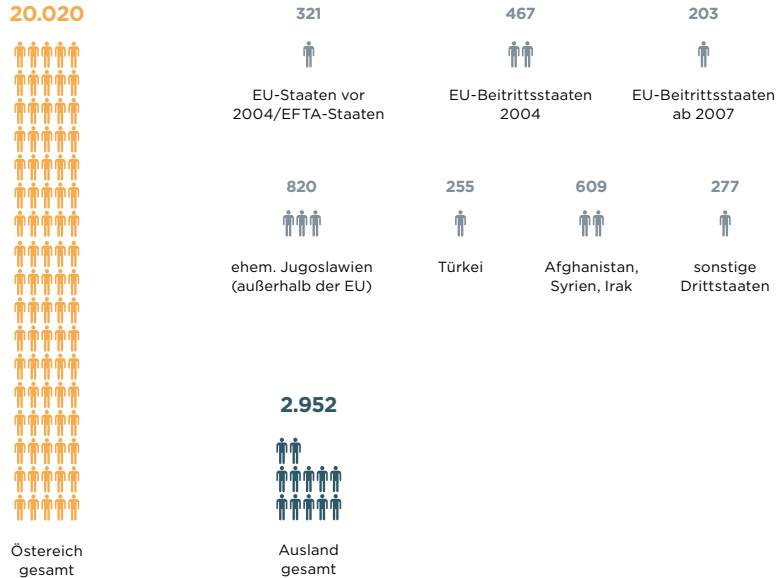 20.020
321
467
203
EU-Staaten vor
2004/EFTA-Staaten
EU-Beitrittsstaaten
2004
EU-Beitrittsstaaten
ab 2007
820
255
609
277
ehem. Jugoslawien
(außerhalb der EU)
Türkei
Afghanistan,
Syrien, Irak
sonstige
Drittstaaten
2.952
Östereich
gesamt
Ausland
gesamt